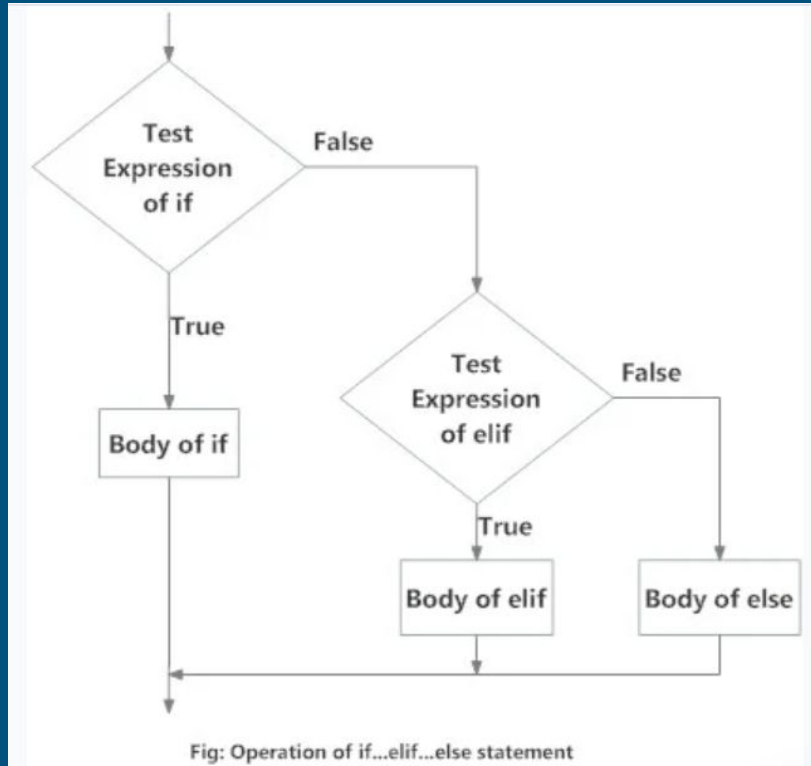 Test
Expression
of if
False
True
Body of if
Test
Expression
of elif
False
True
Body of elif
Body of else
Fig: Operation of if...elif...else statement